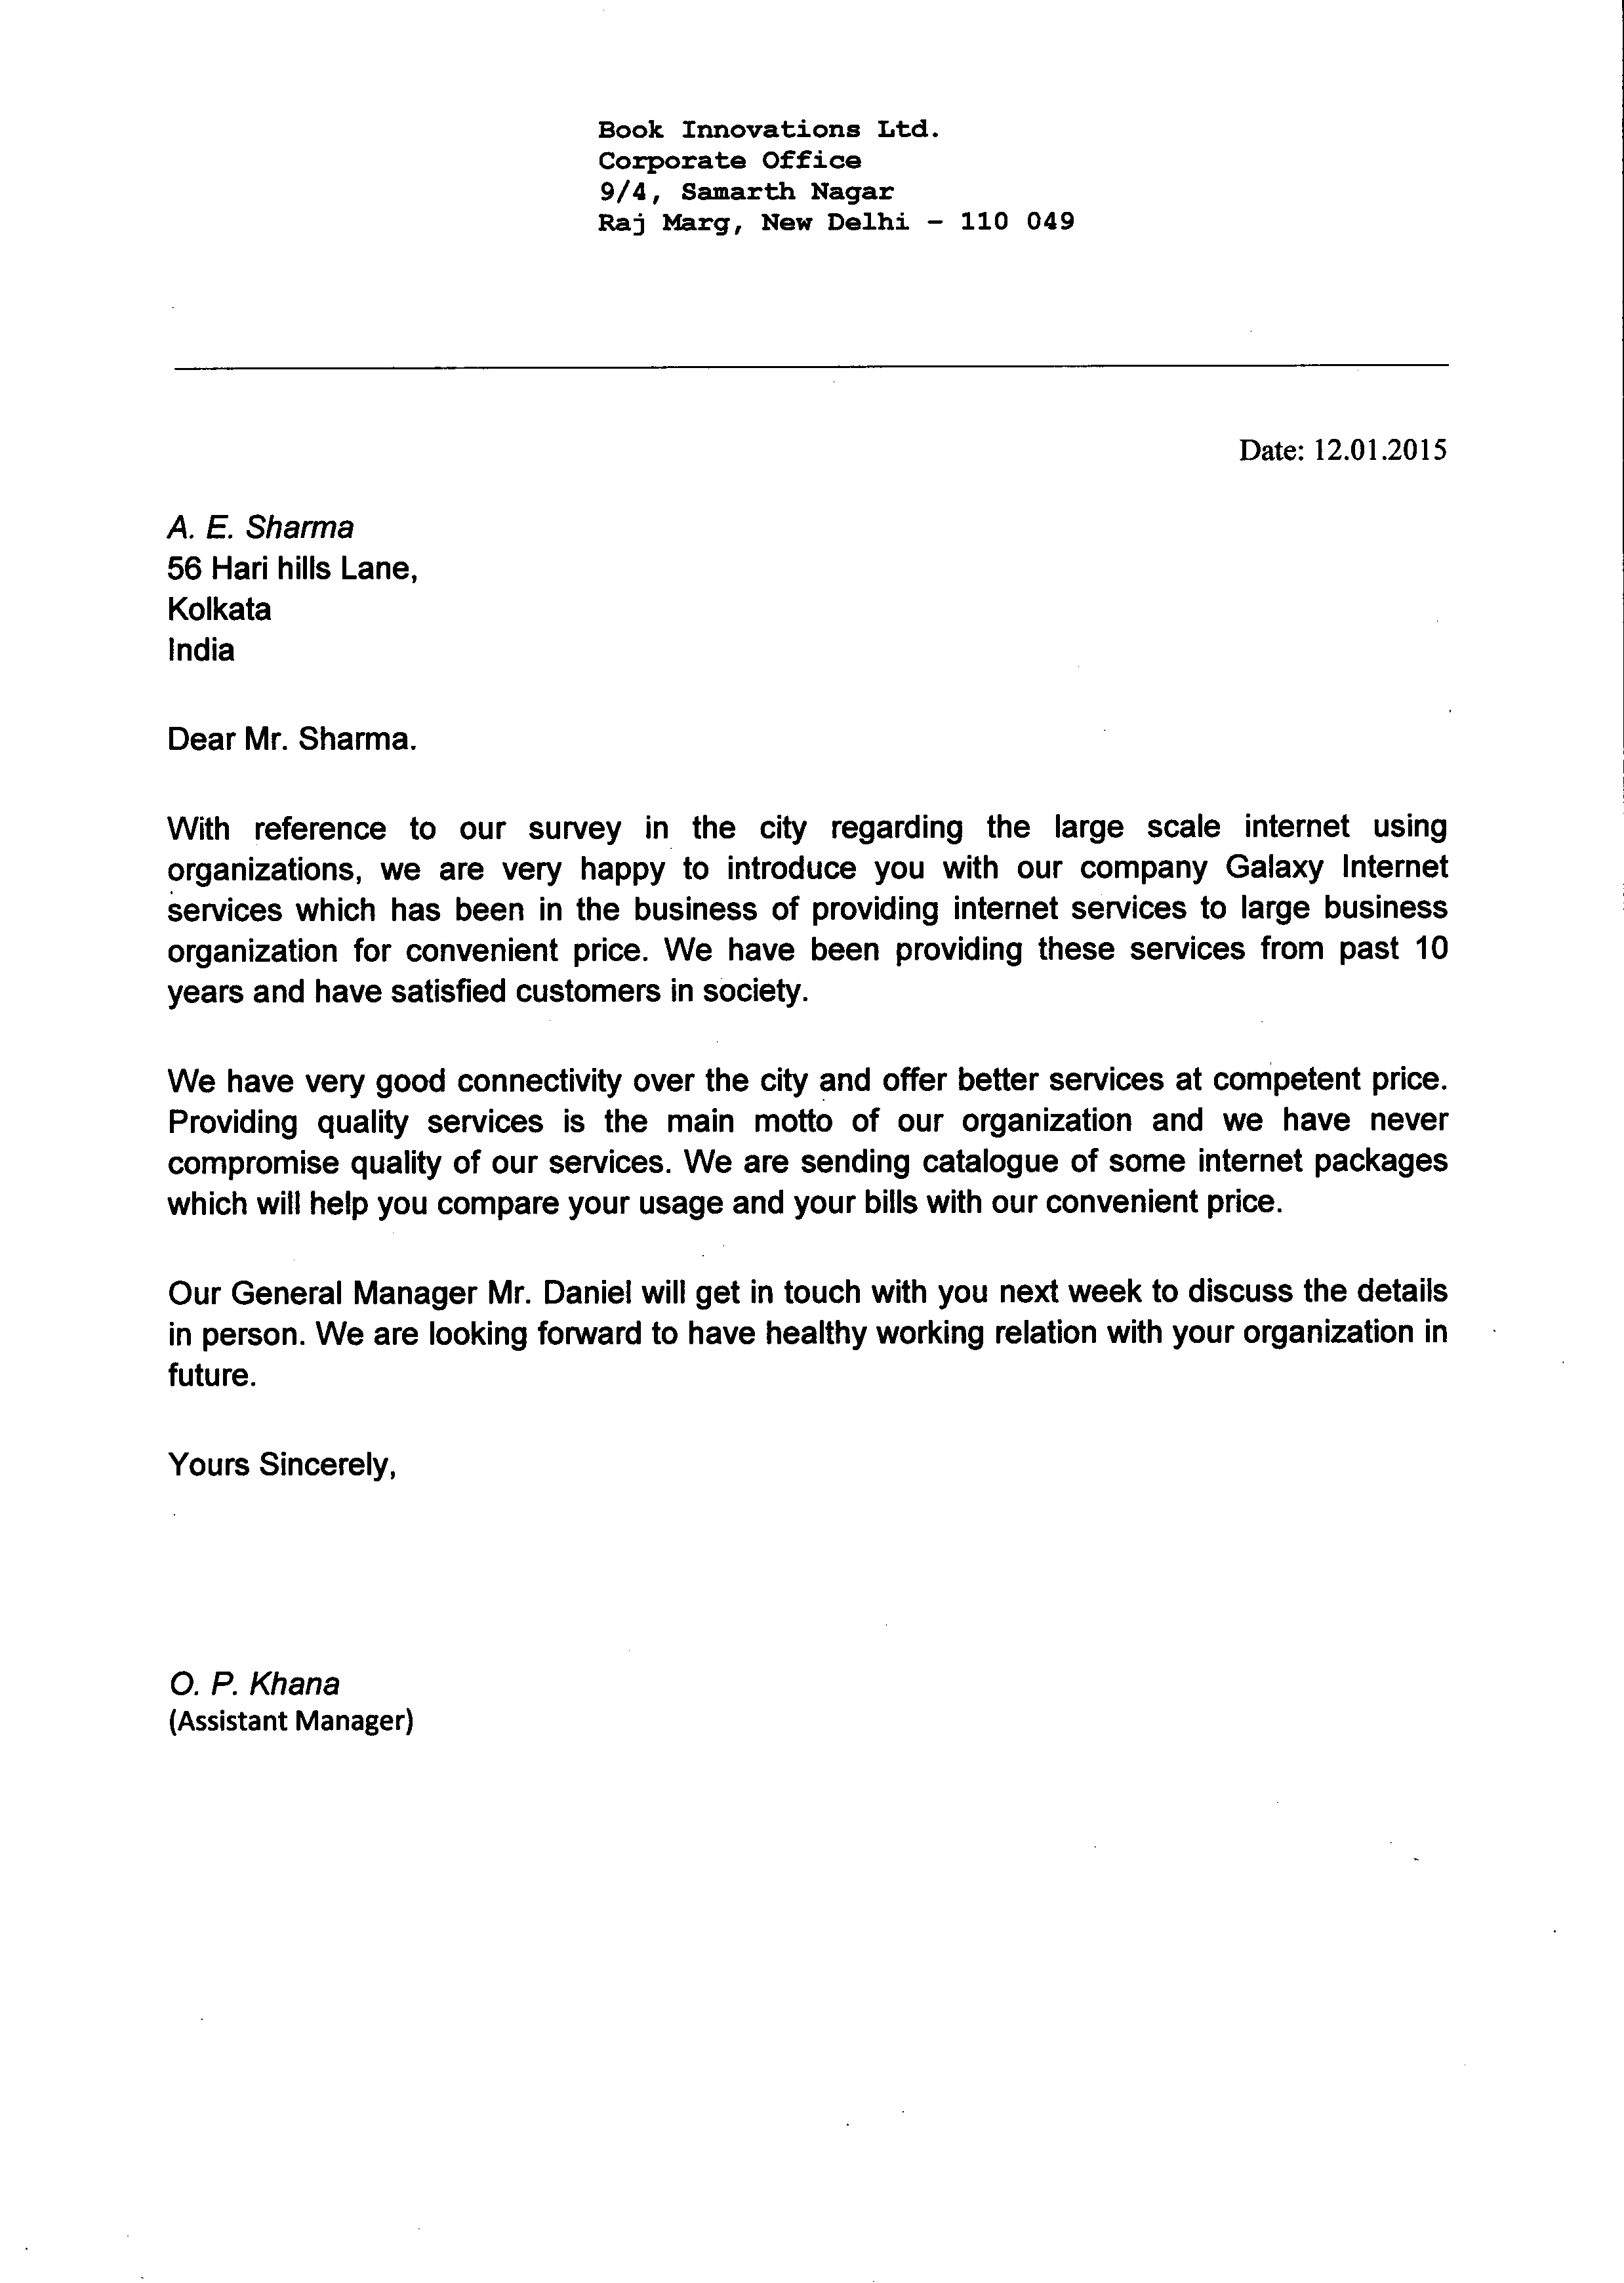 Book Innovations Ltd.
Corporate Office
9/4, Samarth Nagar
Raj Marg, New Delhi – 110 049
Date: 12.01.2015
A. E. Sharma
56 Hari hills Lane,
Kolkata
India
Dear Mr. Sharma.
With reference to our survey in the city regarding the large scale internet using
organizations, we are very happy to introduce you with our company Galaxy Internet
services which has been in the business of providing internet services to large business
organization for convenient price. We have been providing these services from past 10
years and have satisfied customers in society.
We have very good connectivity over the city and offer better services at competent price.
Providing quality services is the main motto of our organization and we have never
compromise quality of our services. We are sending catalogue of some internet packages
which will help you compare your usage and your bills with our convenient price.
Our General Manager Mr. Daniel will get in touch with you next week to discuss the details
in person. We are looking forward to have healthy working relation with your organization in
future.
Yours Sincerely,
O. P. Khana
(Assistant Manager)